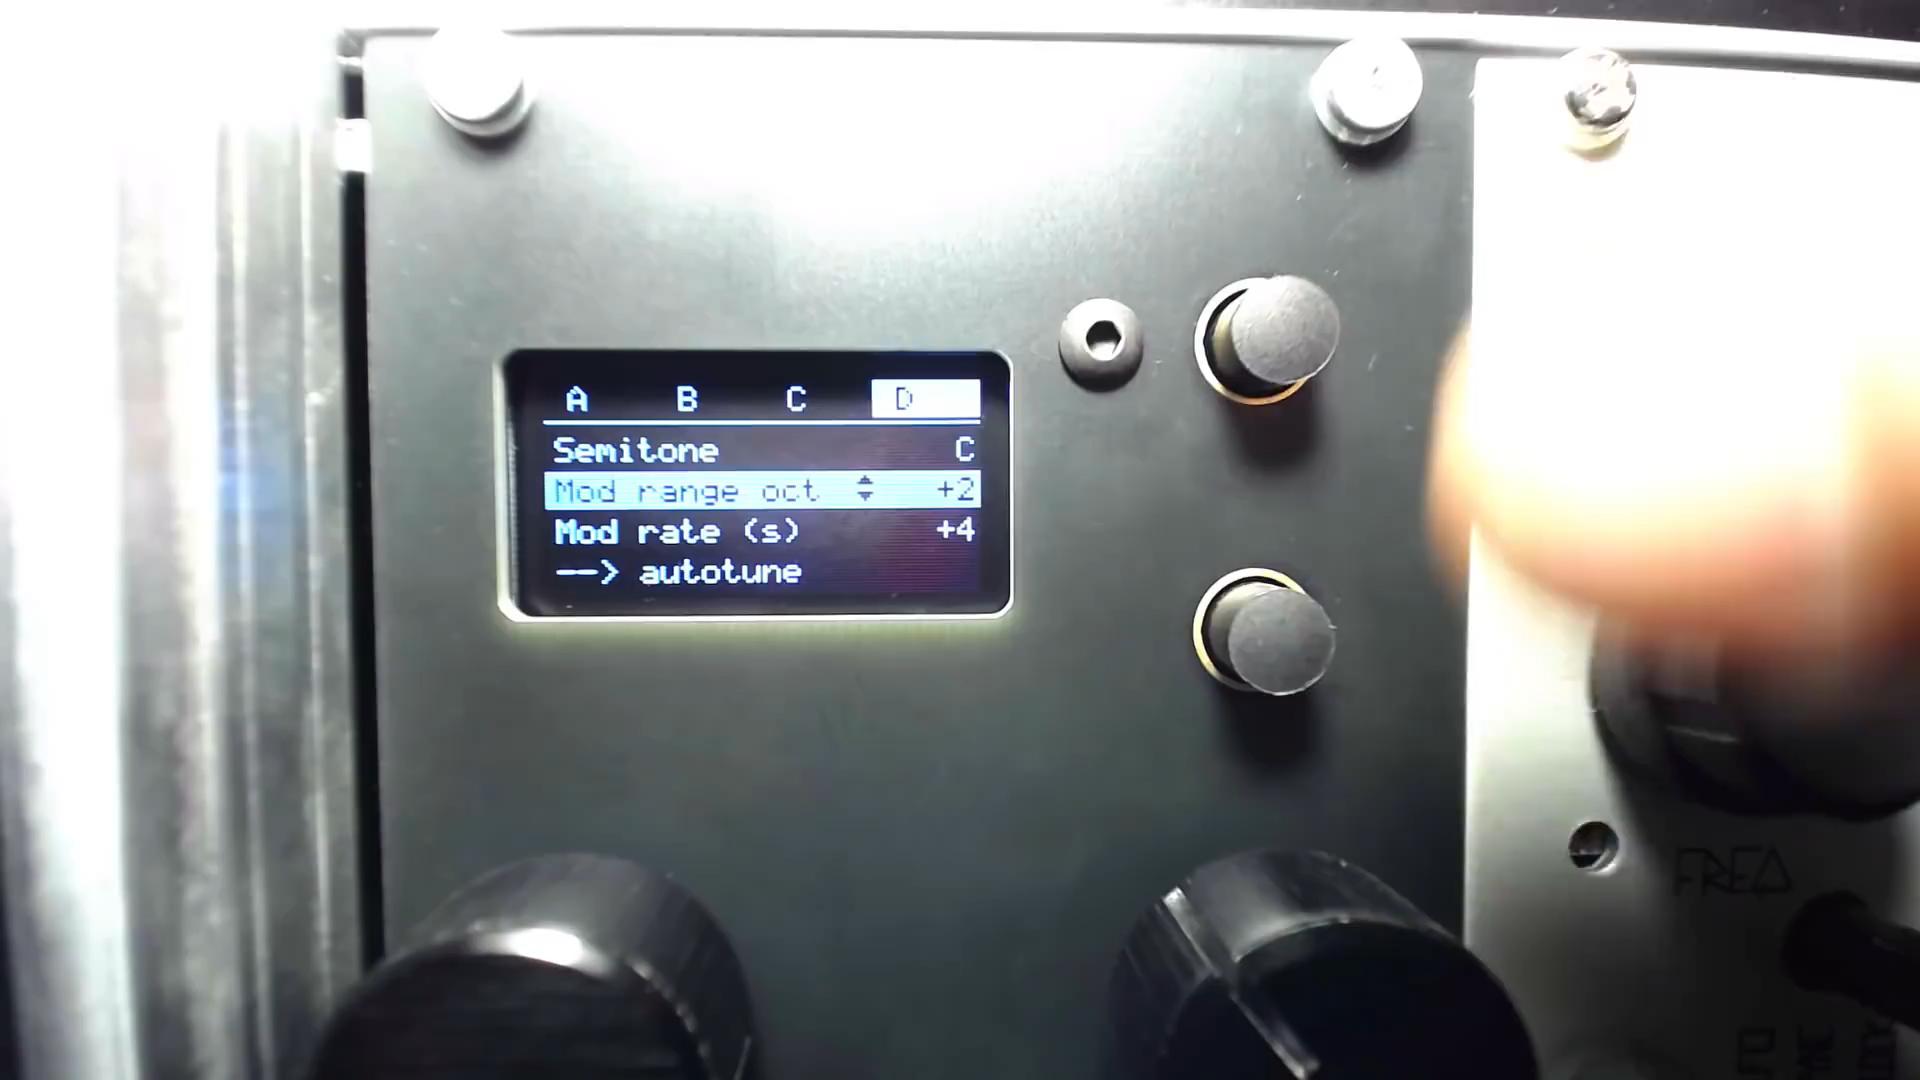 A B C D
Semitone C
Mod range oct +2
Mod rate (s) +4
--> autotune